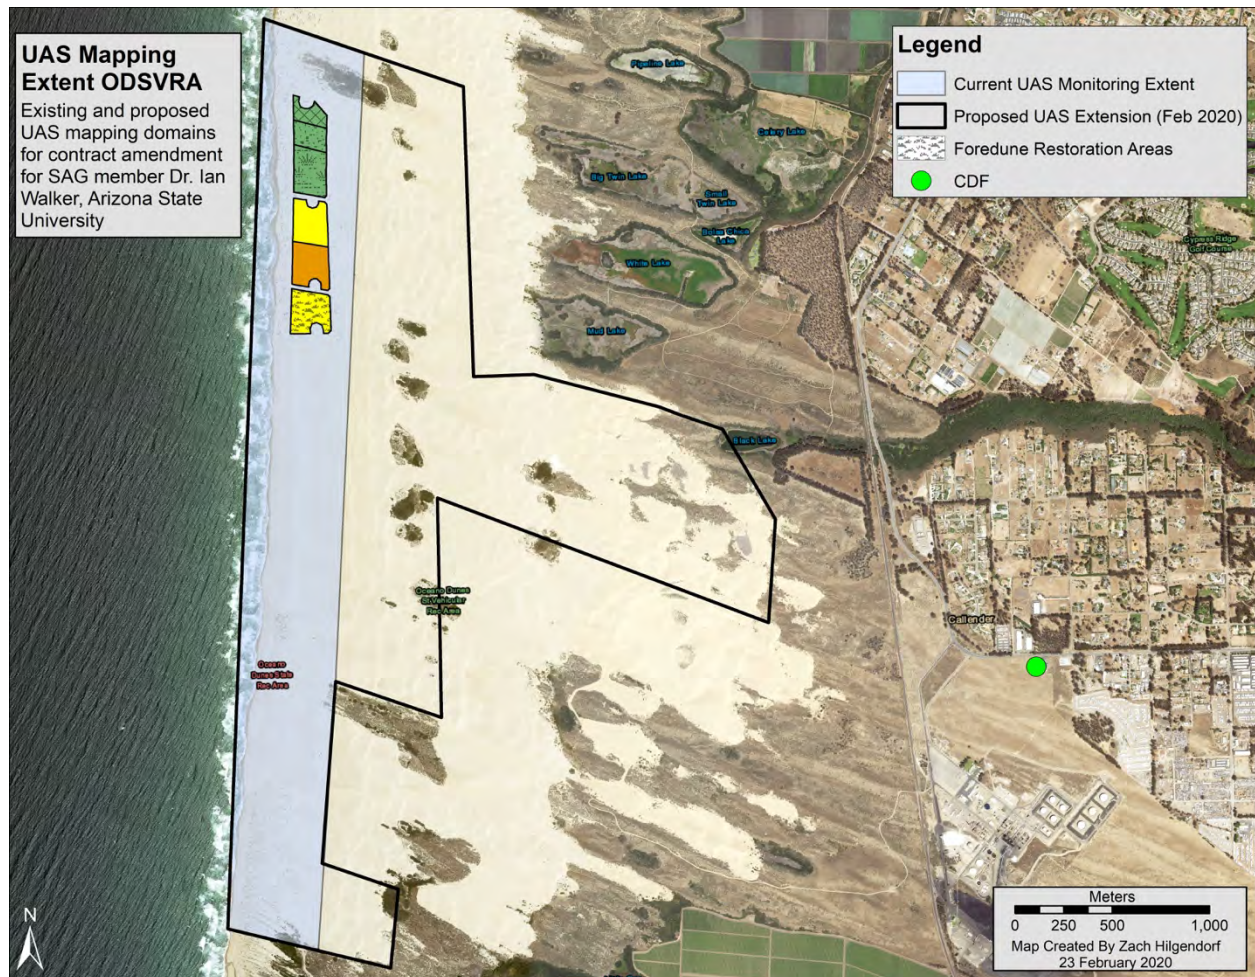 UAS Mapping
Extent ODSVRA
Existing and proposed
UAS mapping domains
for contract amendment
for SAG member Dr. Ian
Walker, Arizona State
University
Legend
Current UAS Monitoring Extent
Proposed UAS Extension (Feb 2020)
Foredune Restoration Areas
CDF
Pipeline Lake
Celery Lake
Big Twin Lake
Small
Twin Lake
Bolsa Chica
Lake
White Lake
Mud Lake
Cypress Ridge
Golf Course
Black Lake
Oceano Dunes
St Vehicular
Rec Area
Callender
Oceano
Dunes State
Rec Area
N
Meters
0 250 500 1,000
Map Created By Zach Hilgendorf
23 February 2020